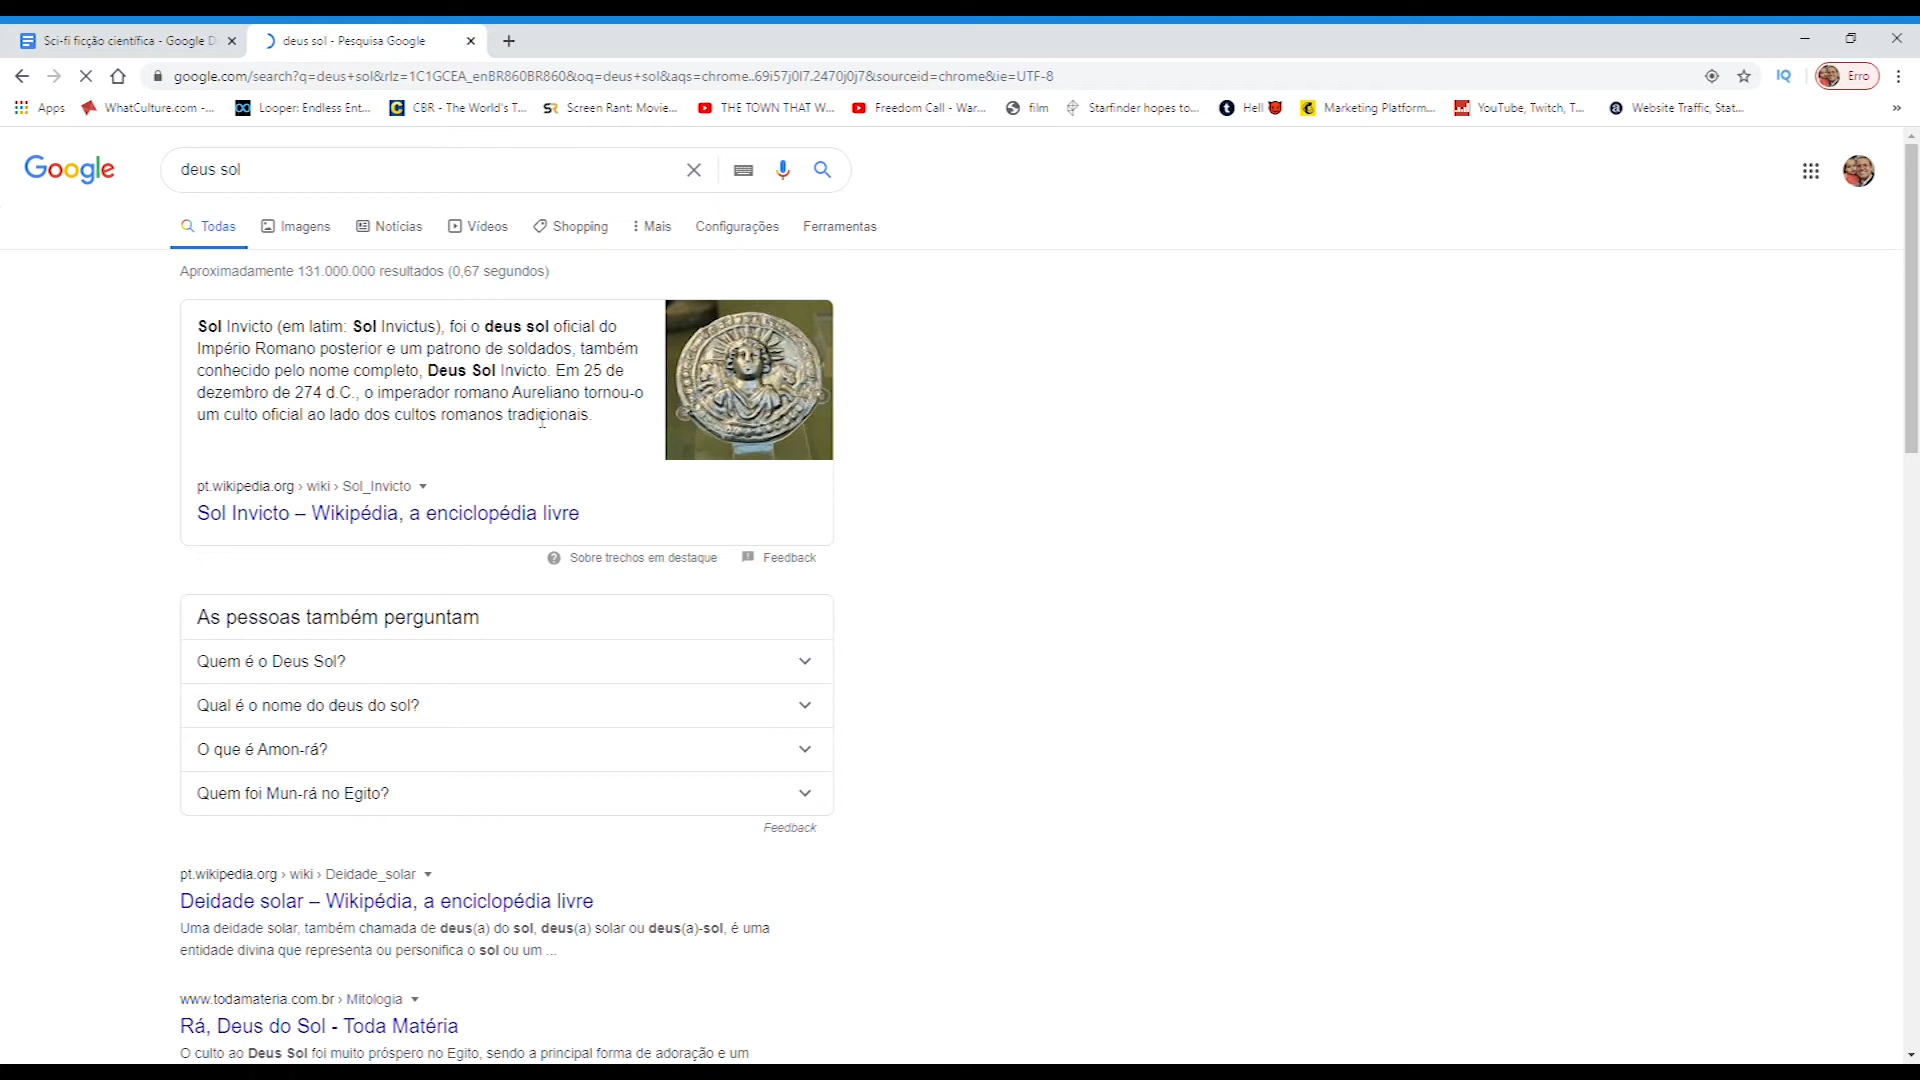 Sci-fi ficção científica - Google D
deus sol - Pesquisa Google
google.com/search?q=deus+sol&rlz=1C1GCEA_enBR860BR860&oq=deus+sol&aqs=chrome..69i57j0l7.2470j0j7&sourceid=chrome&ie=UTF-8
IQ
Erro
Apps
WhatCulture.com -...
Looper: Endless Ent...
CBR - The World's T...
SR Screen Rant: Movie...
THE TOWN THAT W...
Freedom Call - War...
film
Starfinder hopes to...
Hell
Marketing Platform...
YouTube, Twitch, T...
Website Traffic, Stat...
Google
deus sol
Todas
Imagens
Notícias
Vídeos
Shopping
Mais
Configurações
Ferramentas
Aproximadamente 131.000.000 resultados (0,67 segundos)
Sol Invicto (em latim: Sol Invictus), foi o deus sol oficial do
Império Romano posterior e um patrono de soldados, também
conhecido pelo nome completo, Deus Sol Invicto. Em 25 de
dezembro de 274 d.C., o imperador romano Aureliano tornou-o
um culto oficial ao lado dos cultos romanos tradicionais.
pt.wikipedia.org › wiki › Sol_Invicto
Sol Invicto – Wikipédia, a enciclopédia livre
Sobre trechos em destaque
Feedback
As pessoas também perguntam
Quem é o Deus Sol?
Qual é o nome do deus do sol?
O que é Amon-rá?
Quem foi Mun-rá no Egito?
Feedback
pt.wikipedia.org › wiki › Deidade_solar
Deidade solar – Wikipédia, a enciclopédia livre
Uma deidade solar, também chamada de deus(a) do sol, deus(a) solar ou deus(a)-sol, é uma
entidade divina que representa ou personifica o sol ou um ...
www.todamateria.com.br › Mitologia
Rá, Deus do Sol - Toda Matéria
O culto ao Deus Sol foi muito próspero no Egito, sendo a principal forma de adoração e um